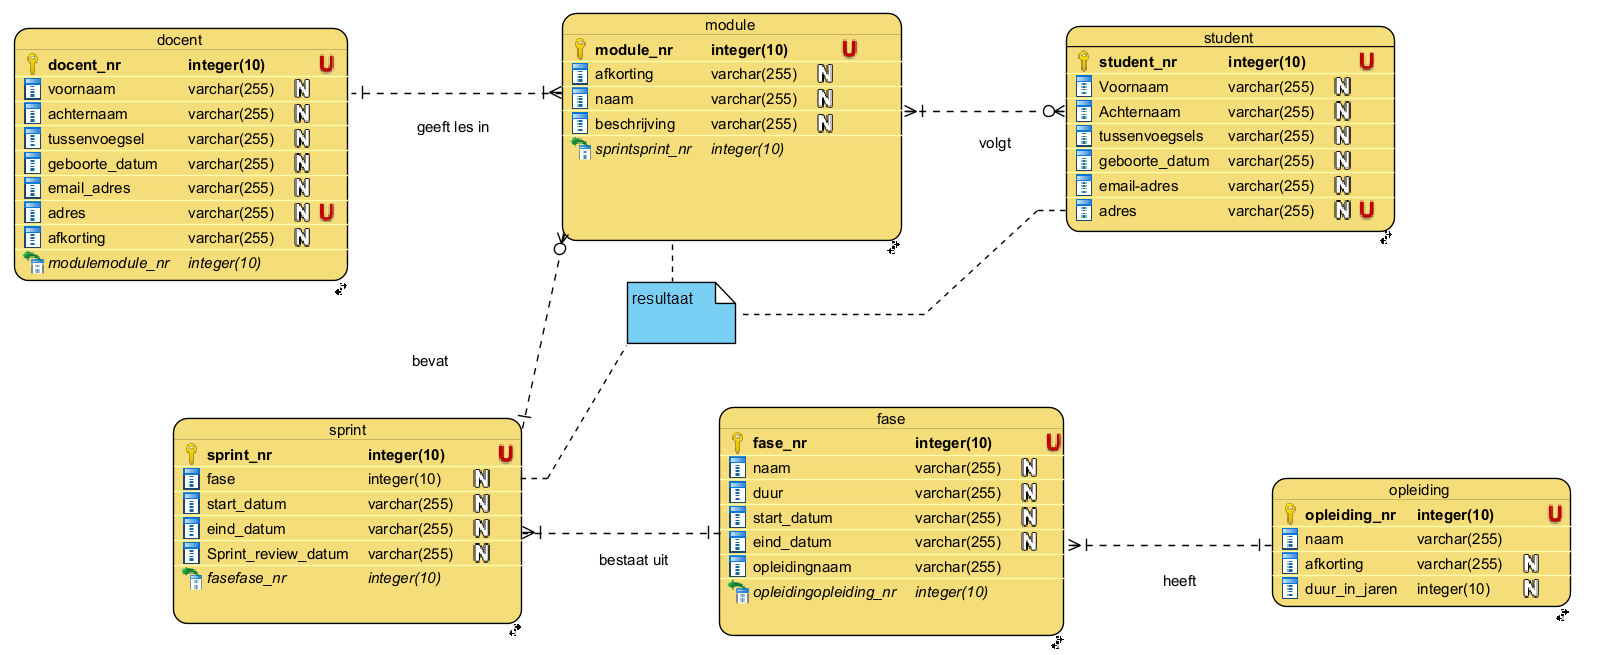 docent
docent_nr integer(10) U
voornaam varchar(255) N
achternaam varchar(255) N
tussenvoegsel varchar(255) N
geboorte_datum varchar(255) N
email_adres varchar(255) N
adres varchar(255) N U
afkorting varchar(255) N
modulemodule_nr integer(10)
geeft les in
module
module_nr integer(10) U
afkorting varchar(255) N
naam varchar(255) N
beschrijving varchar(255) N
sprintsprint_nr integer(10)
volgt
student
student_nr integer(10) U
Voornaam varchar(255) N
Achternaam varchar(255) N
tussenvoegsels varchar(255) N
geboorte_datum varchar(255) N
email-adres varchar(255) N
adres varchar(255) N U
resultaat
bevat
sprint
sprint_nr integer(10) U
fase integer(10) N
start_datum varchar(255) N
eind_datum varchar(255) N
Sprint_review_datum varchar(255) N
fasefase_nr integer(10)
bestaat uit
fase
fase_nr integer(10) U
naam varchar(255) N
duur varchar(255) N
start_datum varchar(255) N
eind_datum varchar(255) N
opleidingnaam varchar(255)
opleidingopleiding_nr integer(10)
heeft
opleiding
opleiding_nr integer(10) U
naam varchar(255)
afkorting varchar(255) N
duur_in_jaren integer(10) N